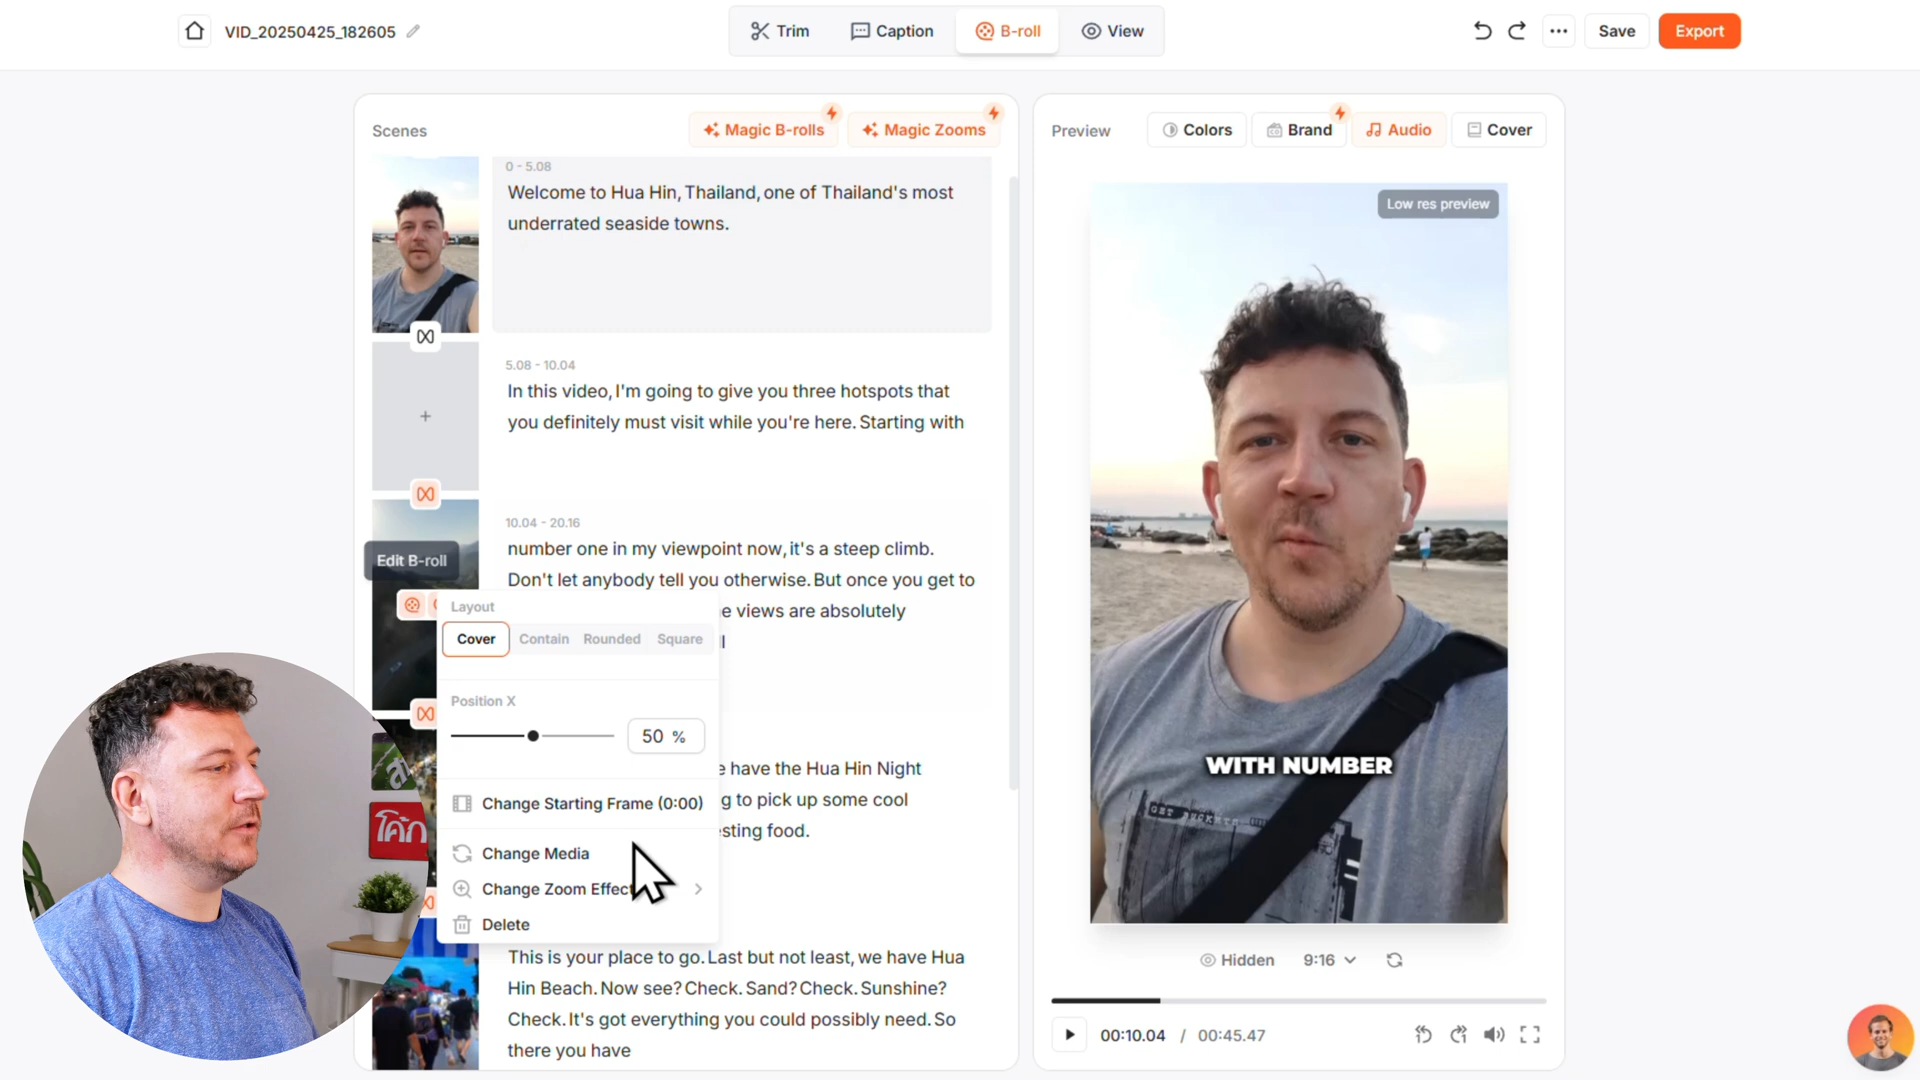 VID_20250425_182605
Trim
Caption
B-roll
View
Save
Export
Scenes
Magic B-rolls
Magic Zooms
0 - 5.08
Welcome to Hua Hin, Thailand, one of Thailand's most
underrated seaside towns.
5.08 - 10.04
In this video, I'm going to give you three hotspots that
you definitely must visit while you're here. Starting with
10.04 - 20.16
number one in my viewpoint now, it's a steep climb.
Don't let anybody tell you otherwise. But once you get to
e views are absolutely
Edit B-roll
Layout
Cover
Contain
Rounded
Square
Position X
50 %
Change Starting Frame (0:00)
Change Media
Change Zoom Effect
Delete
e have the Hua Hin Night
g to pick up some cool
esting food.
โค้ก
This is your place to go. Last but not least, we have Hua
Hin Beach. Now see? Check. Sand? Check. Sunshine?
Check. It's got everything you could possibly need. So
there you have
Preview
Colors
Brand
Audio
Cover
Low res preview
WITH NUMBER
Hidden
9:16
00:10.04 / 00:45.47